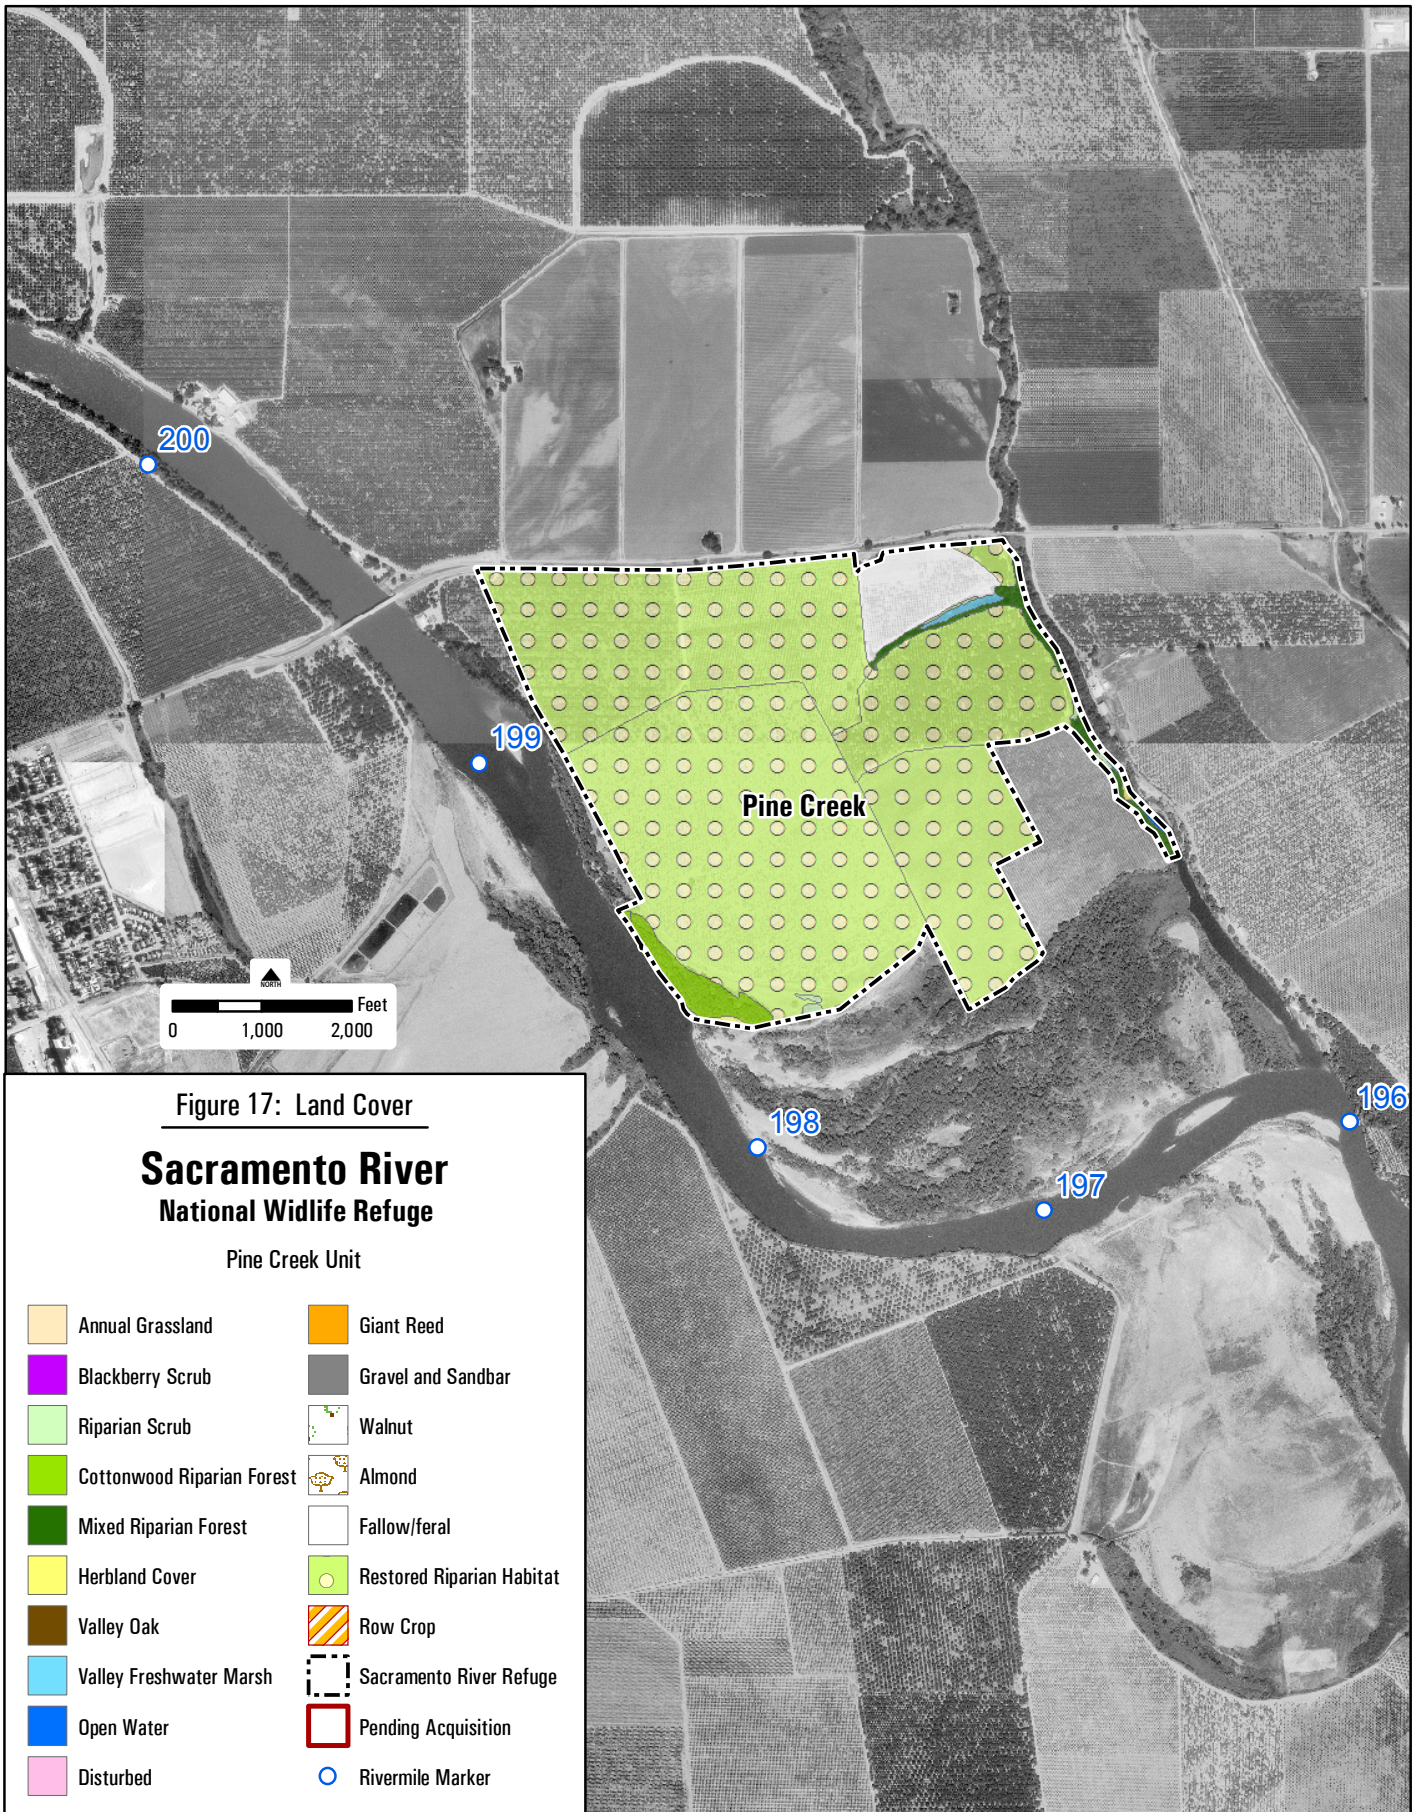 200
199
Pine Creek
NORTH
Feet
0 1,000 2,000
196
198
197
Figure 17: Land Cover
Sacramento River
National Widlife Refuge
Pine Creek Unit
Annual Grassland
Blackberry Scrub
Riparian Scrub
Cottonwood Riparian Forest
Mixed Riparian Forest
Herbland Cover
Valley Oak
Valley Freshwater Marsh
Open Water
Disturbed
Giant Reed
Gravel and Sandbar
Walnut
Almond
Fallow/feral
Restored Riparian Habitat
Row Crop
Sacramento River Refuge
Pending Acquisition
Rivermile Marker